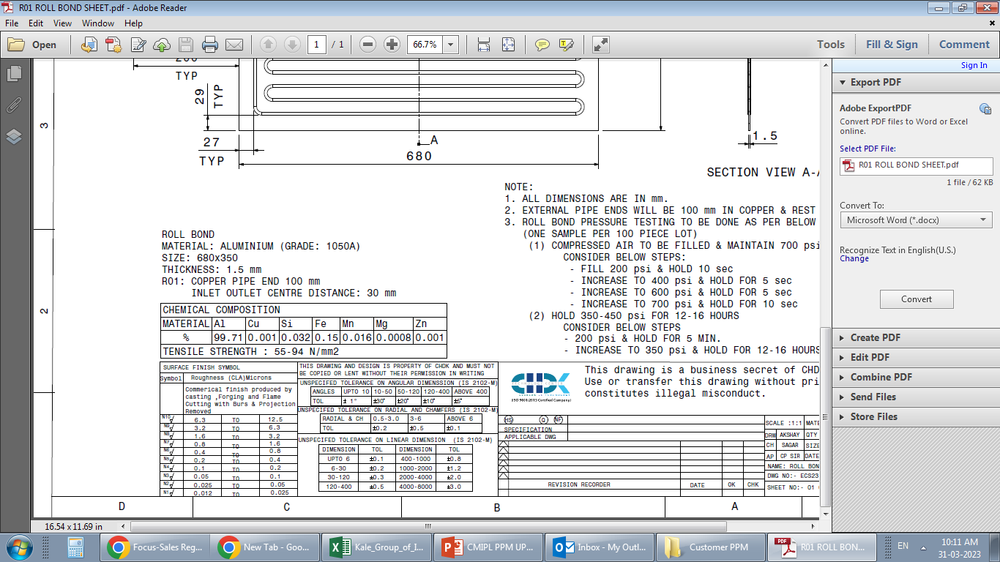 R01 ROLL BOND SHEET.pdf - Adobe Reader
File Edit View Window Help
Open
1 / 1
66.7%
Tools Fill & Sign Comment
Sign In
Export PDF
Adobe ExportPDF
Convert PDF files to Word or Excel
online.
Select PDF File:
R01 ROLL BOND SHEET.pdf
1 file / 62 KB
Convert To:
Microsoft Word (*.docx)
Recognize Text in English(U.S.)
Change
Convert
Create PDF
Edit PDF
Combine PDF
Send Files
Store Files
TYP
29
TYP
3
27
TYP
A
680
1.5
SECTION VIEW A-A
NOTE:
1. ALL DIMENSIONS ARE IN mm.
2. EXTERNAL PIPE ENDS WILL BE 100 mm IN COPPER & REST
3. ROLL BOND PRESSURE TESTING TO BE DONE AS PER BELOW
(ONE SAMPLE PER 100 PIECE LOT)
(1) COMPRESSED AIR TO BE FILLED & MAINTAIN 700 psi
CONSIDER BELOW STEPS:
- FILL 200 psi & HOLD 10 sec
- INCREASE TO 400 psi & HOLD FOR 5 sec
- INCREASE TO 600 psi & HOLD FOR 5 sec
- INCREASE TO 700 psi & HOLD FOR 10 sec
(2) HOLD 350-450 psi FOR 12-16 HOURS
CONSIDER BELOW STEPS
- 200 psi & HOLD FOR 5 MIN.
- INCREASE TO 350 psi & HOLD FOR 12-16 HOURS
ROLL BOND
MATERIAL: ALUMINIUM (GRADE: 1050A)
SIZE: 680x350
THICKNESS: 1.5 mm
R01: COPPER PIPE END 100 mm
INLET OUTLET CENTRE DISTANCE: 30 mm
2
CHEMICAL COMPOSITION
MATERIAL Al Cu Si Fe Mn Mg Zn
% 99.71 0.001 0.032 0.15 0.016 0.0008 0.001
TENSILE STRENGTH : 55-94 N/mm2
SURFACE FINISH SYMBOL
Symbol Roughness (CLA)Microns
Commerical finish produced by
Casting ,Forging and Flame
Cutting with Burs & Projection
Removed
N10 6.3 TO 12.5
N9 3.2 TO 6.3
N8 1.6 TO 3.2
N7 0.8 TO 1.6
N6 0.4 TO 0.8
N5 0.2 TO 0.4
N4 0.1 TO 0.2
N3 0.05 TO 0.1
N2 0.025 TO 0.05
N1 0.012 TO 0.025
THIS DRAWING AND DESIGN IS PROPERTY OF CHDK AND MUST NOT
BE COPIED OR LENT WITHOUT THEIR PERMISSION IN WRITING
UNSPECIFED TOLERANCE ON ANGULAR DIMENSSION (IS 2102-M)
ANGLES UPTO 10 10-50 50-120 120-400 ABOVE 400
TOL ± 1° ±30' ±20' ±10' ±5'
UNSPECIFED TOLERANCE ON RADIAL AND CHAMFERS (IS 2102-M)
RADIAL & CH 0.5-3.0 3-6 ABOVE 6
TOL ±0.2 ±0.5 ±0.1
UNSPECIFED TOLERANCE ON LINEAR DIMENSION (IS 2102-M)
DIMENSION TOL DIMENSION TOL
UPTO 6 ±0.1 400-1000 ±0.8
6-30 ±0.2 1000-2000 ±1.2
30-120 ±0.3 2000-4000 ±2.0
120-400 ±0.5 4000-8000 ±3.0
(ISO 9001:2015 Certified Company)
This drawing is a business secret of CHD
Use or transfer this drawing without pri
constitutes illegal misconduct.
HS Q NF
SPECIFICATION
APPLICABLE DWG
REVISION RECORDER DATE OK CHK
SCALE :1:1 MATE
DRW AKSHAY QTY
CH SAGAR SIZE
AP CP SIR DATE
NAME: ROLL BON
DWG NO:- ECS23
SHEET NO:- 01
D C B A
16.54 x 11.69 in
Focus-Sales Reg...
New Tab - Goo...
Kale_Group_of_I...
CMIPL PPM UP...
Inbox - My Outl...
Customer PPM
R01 ROLL BON...
EN
10:11 AM
31-03-2023